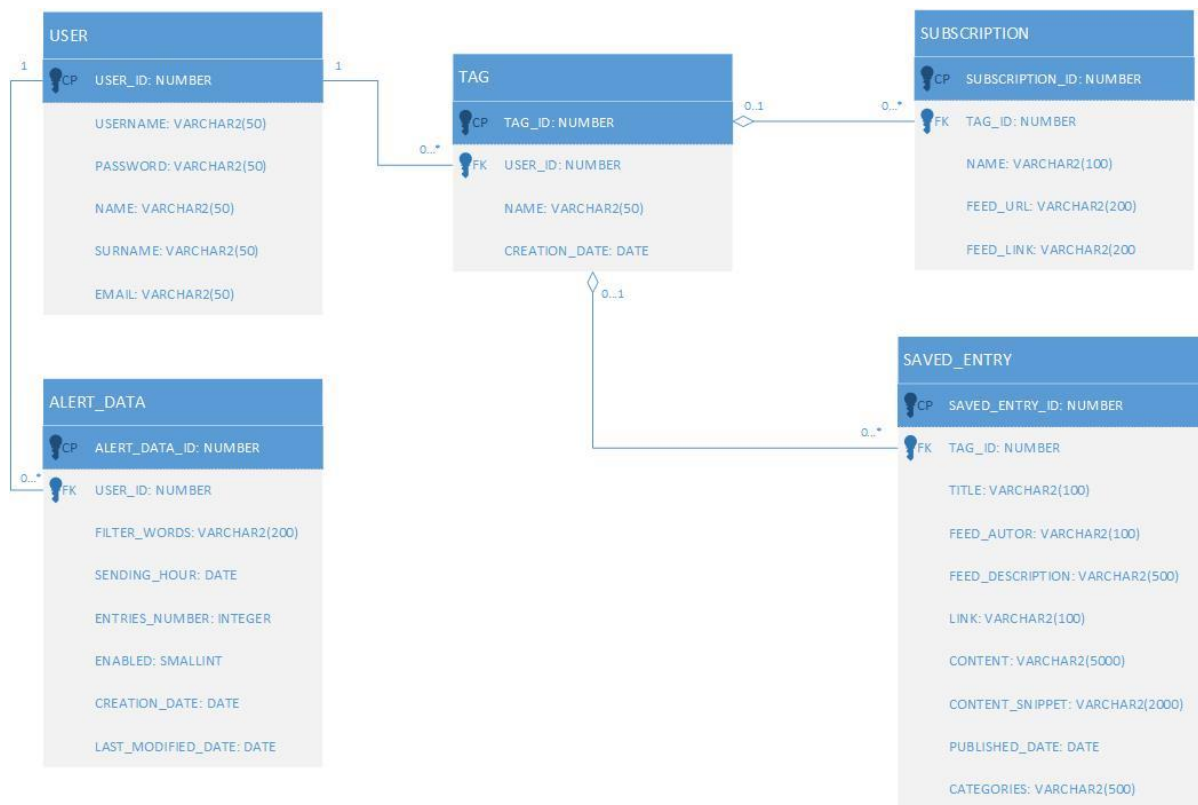 USER
CP USER_ID: NUMBER
USERNAME: VARCHAR2(50)
PASSWORD: VARCHAR2(50)
NAME: VARCHAR2(50)
SURNAME: VARCHAR2(50)
EMAIL: VARCHAR2(50)
1
1
0...*
TAG
CP TAG_ID: NUMBER
FK USER_ID: NUMBER
NAME: VARCHAR2(50)
CREATION_DATE: DATE
0..1
0...*
0...1
0...*
SUBSCRIPTION
CP SUBSCRIPTION_ID: NUMBER
FK TAG_ID: NUMBER
NAME: VARCHAR2(100)
FEED_URL: VARCHAR2(200)
FEED_LINK: VARCHAR2(200
ALERT_DATA
CP ALERT_DATA_ID: NUMBER
0...*
FK USER_ID: NUMBER
FILTER_WORDS: VARCHAR2(200)
SENDING_HOUR: DATE
ENTRIES_NUMBER: INTEGER
ENABLED: SMALLINT
CREATION_DATE: DATE
LAST_MODIFIED_DATE: DATE
SAVED_ENTRY
CP SAVED_ENTRY_ID: NUMBER
FK TAG_ID: NUMBER
TITLE: VARCHAR2(100)
FEED_AUTOR: VARCHAR2(100)
FEED_DESCRIPTION: VARCHAR2(500)
LINK: VARCHAR2(100)
CONTENT: VARCHAR2(5000)
CONTENT_SNIPPET: VARCHAR2(2000)
PUBLISHED_DATE: DATE
CATEGORIES: VARCHAR2(500)